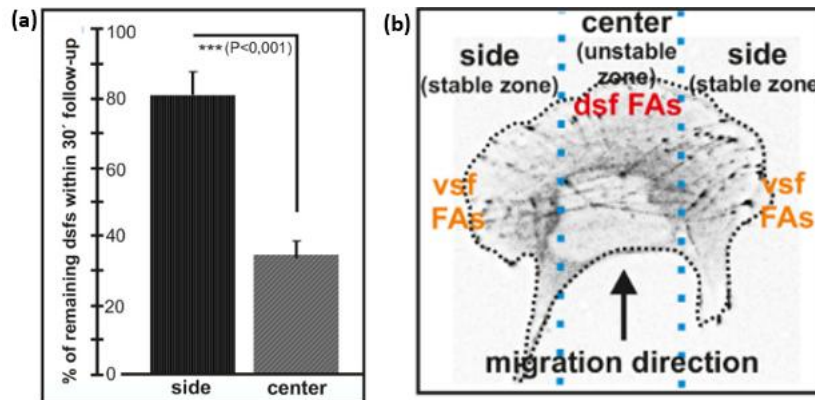 (a)
% of remaining dsfs within 30´ follow-up
100
80
60
40
20
0
***(P<0,001)
side
center
(b)
center
(unstable
zone)
dsf FAs
side
(stable zone)
side
(stable zone)
vsf
FAs
vsf
FAs
migration direction